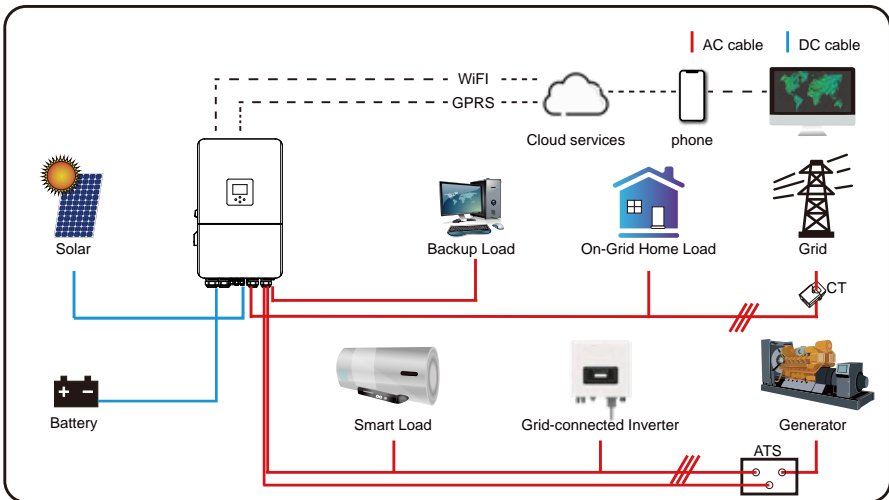 AC cable
DC cable
WiFI
GPRS
Cloud services
phone
Solar
Backup Load
On-Grid Home Load
Grid
CT
Battery
Smart Load
Grid-connected Inverter
Generator
ATS